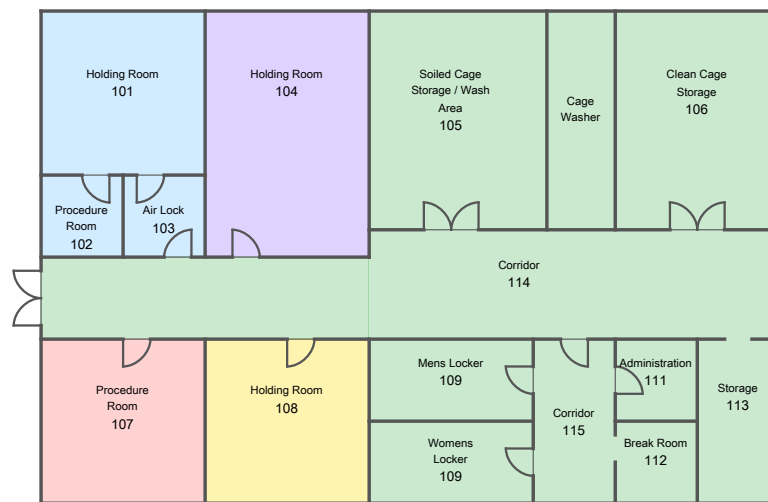 Holding Room
101
Holding Room
104
Soiled Cage
Storage / Wash
Area
105
Cage
Washer
Clean Cage
Storage
106
Procedure
Room
102
Air Lock
103
Corridor
114
Procedure
Room
107
Holding Room
108
Mens Locker
109
Womens
Locker
109
Corridor
115
Administration
111
Break Room
112
Storage
113